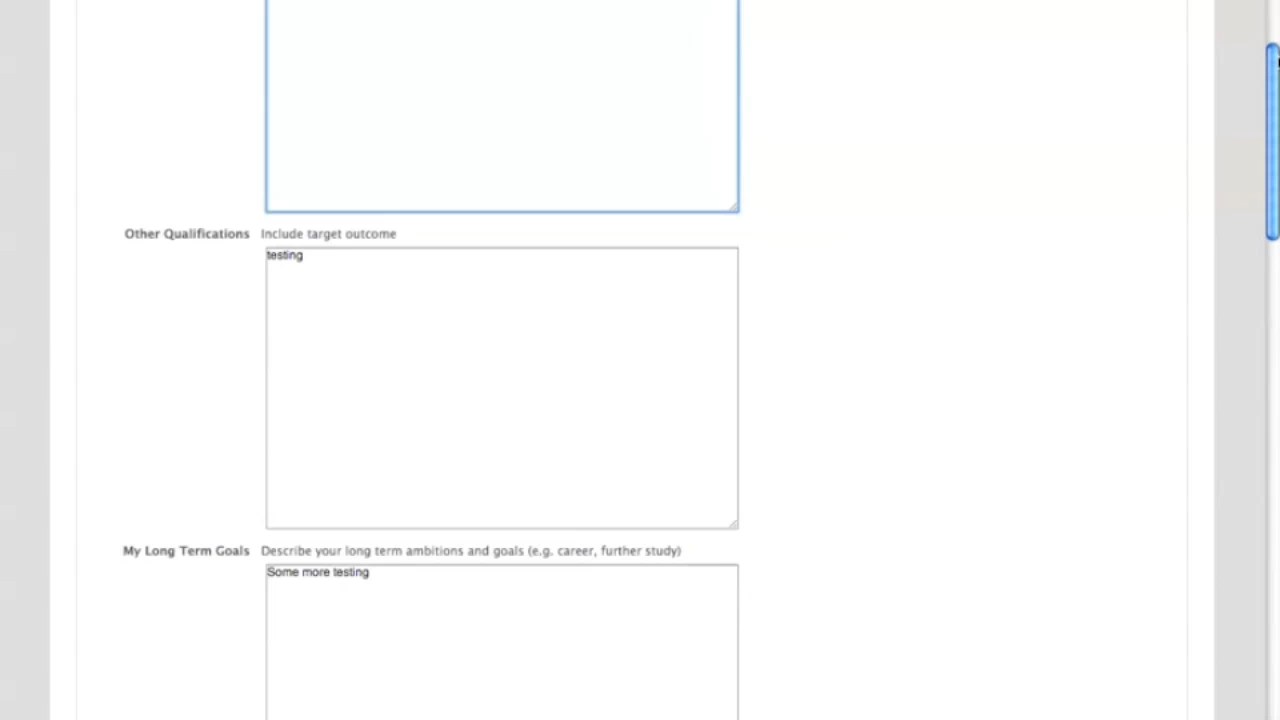 Other Qualifications Include target outcome
testing
My Long Term Goals Describe your long term ambitions and goals (e.g. career, further study)
Some more testing